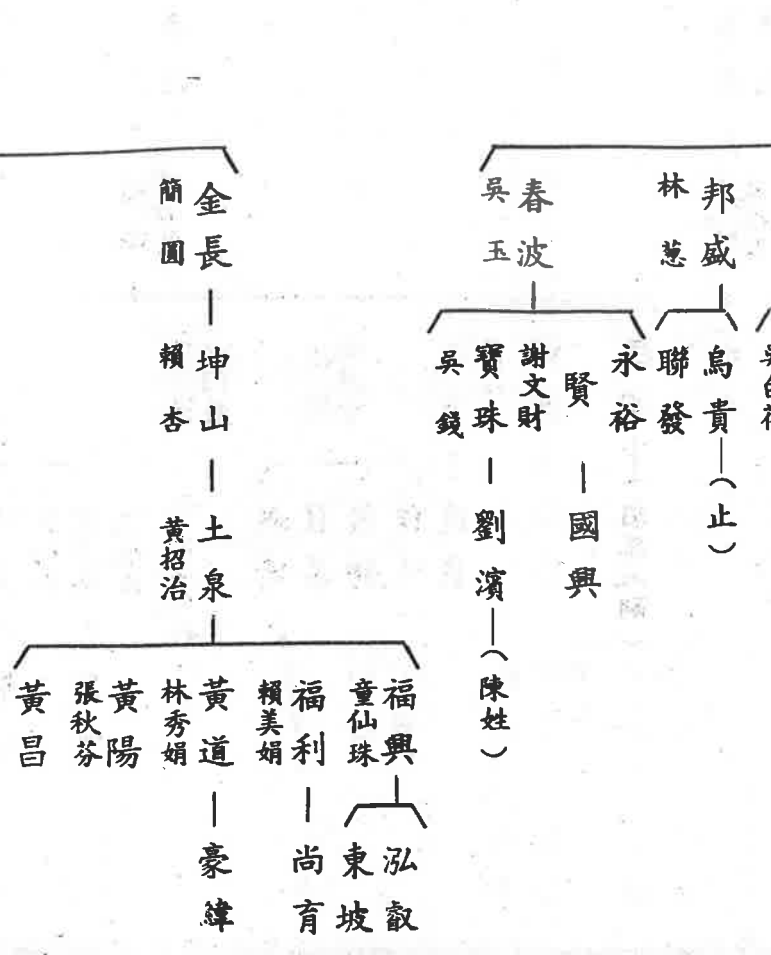 邦盛
林葱
烏貴—(止)
聯發
春波
吳玉
永裕
賢
國興
謝文財
寶珠
吳錢
劉濱—(陳姓)
金長
簡圓
坤山
賴杏
土泉
黃招治
福興
童仙珠
泓叡
東坡
福利
賴美娟
尚育
黃道
林秀娟
豪緯
黃陽
張秋芬
黃昌